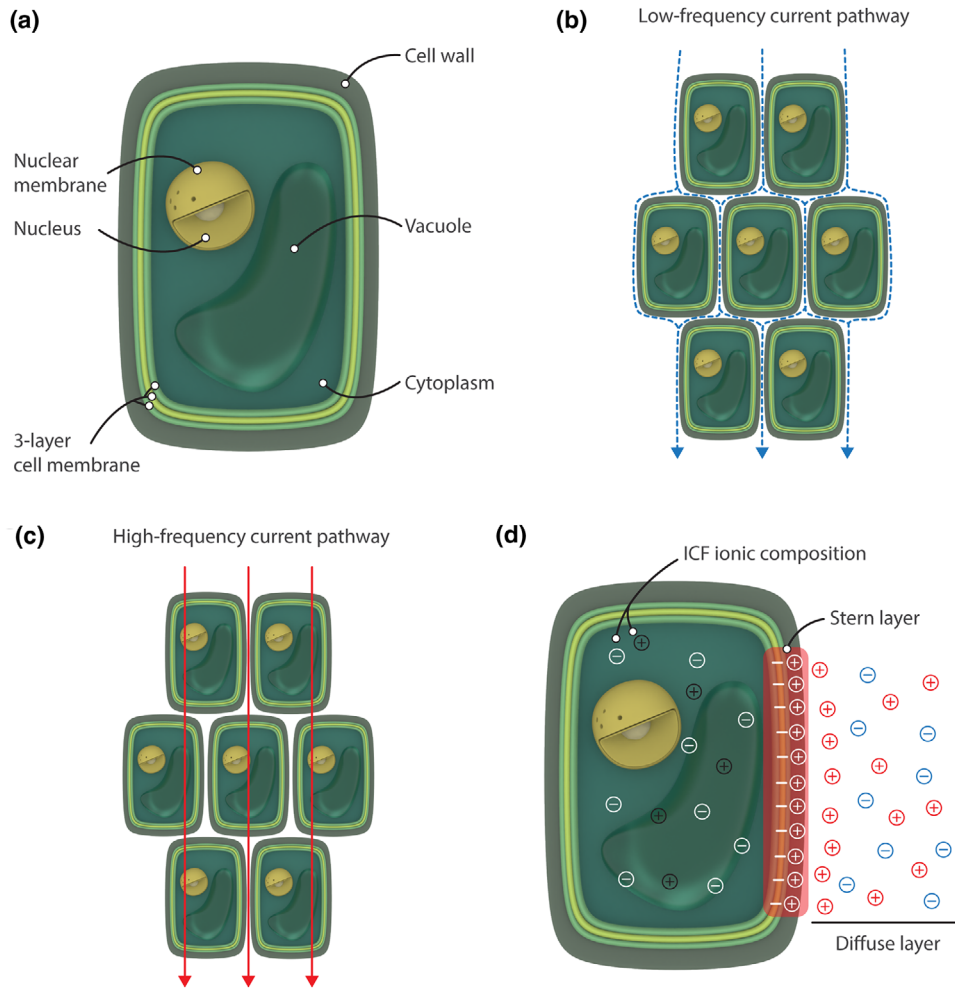 (a)
Cell wall
Nuclear
membrane
Nucleus
Vacuole
Cytoplasm
3-layer
cell membrane
(b)
Low-frequency current pathway
(c)
High-frequency current pathway
(d)
ICF ionic composition
Stern layer
Diffuse layer